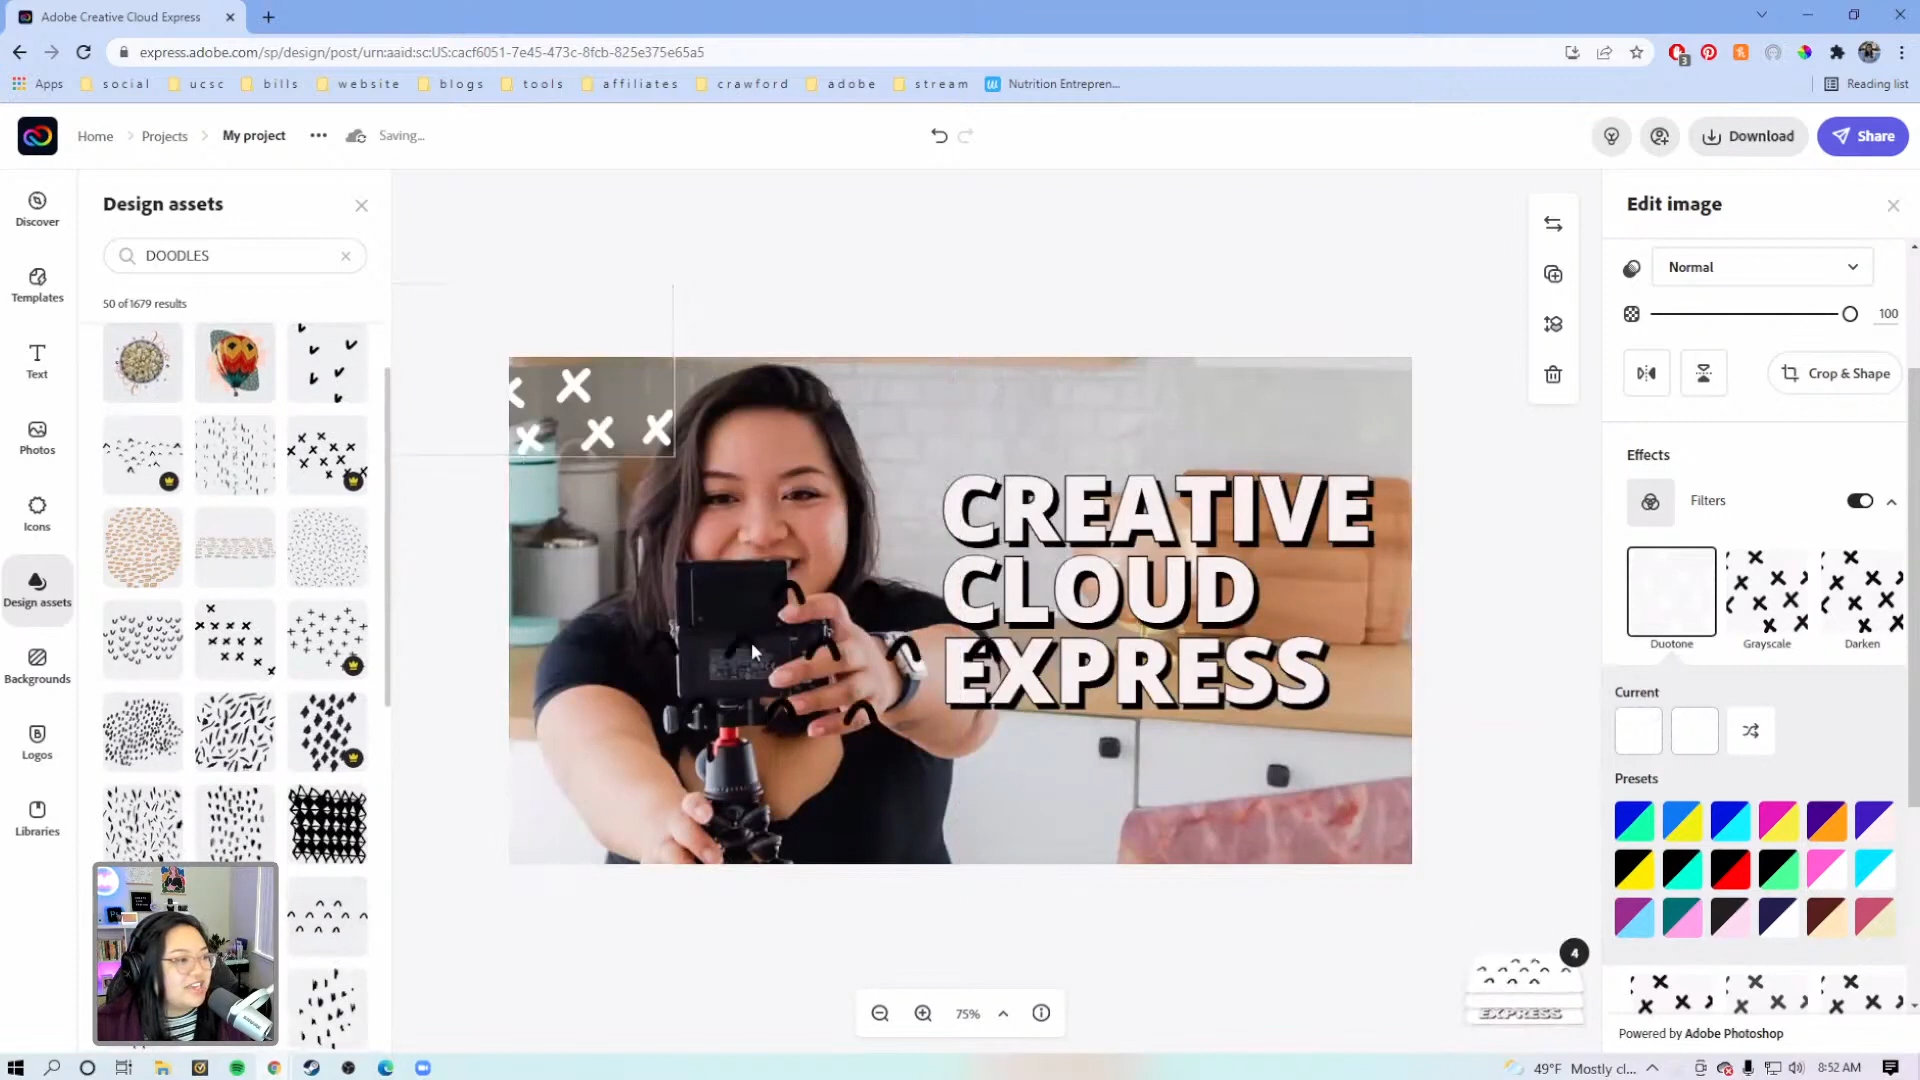 Adobe Creative Cloud Express
express.adobe.com/sp/design/post/urn:aaid:sc:US:cacf6051-7e45-473c-8fcb-825e375e65a5
3
Apps social ucsc bills website blogs tools affiliates crawford adobe stream Nutrition Entrepren... Reading list
Home Projects My project Saving... Download Share
Discover
Templates
Text
Photos
Icons
Design assets
Backgrounds
Logos
Libraries
Design assets
DOODLES
50 of 1679 results
CREATIVE
CLOUD
EXPRESS
75%
4
EXPRESS
Edit image
Normal
100
Crop & Shape
Effects
Filters
Duotone Grayscale Darken
Current
Presets
Powered by Adobe Photoshop
49°F Mostly cl... 8:52 AM